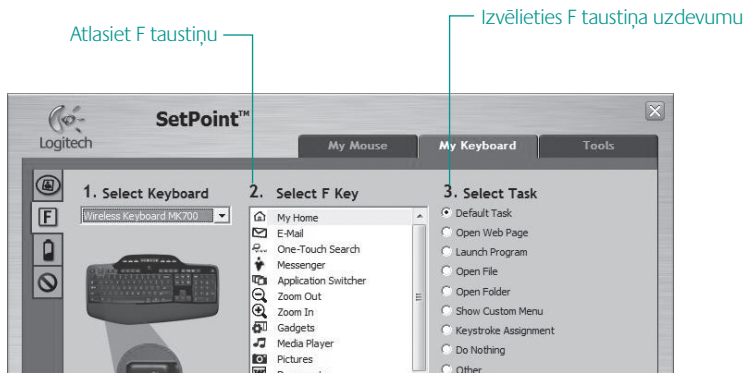 Izvēlieties F taustiņa uzdevumu
Atlasiet F taustiņu
Logitech
SetPoint™
My Mouse
My Keyboard
Tools
1. Select Keyboard
Wireless Keyboard MK700
2. Select F Key
My Home
E-Mail
One-Touch Search
Messenger
Application Switcher
Zoom Out
Zoom In
Gadgets
Media Player
Pictures
3. Select Task
Default Task
Open Web Page
Launch Program
Open File
Open Folder
Show Custom Menu
Keystroke Assignment
Do Nothing
Other